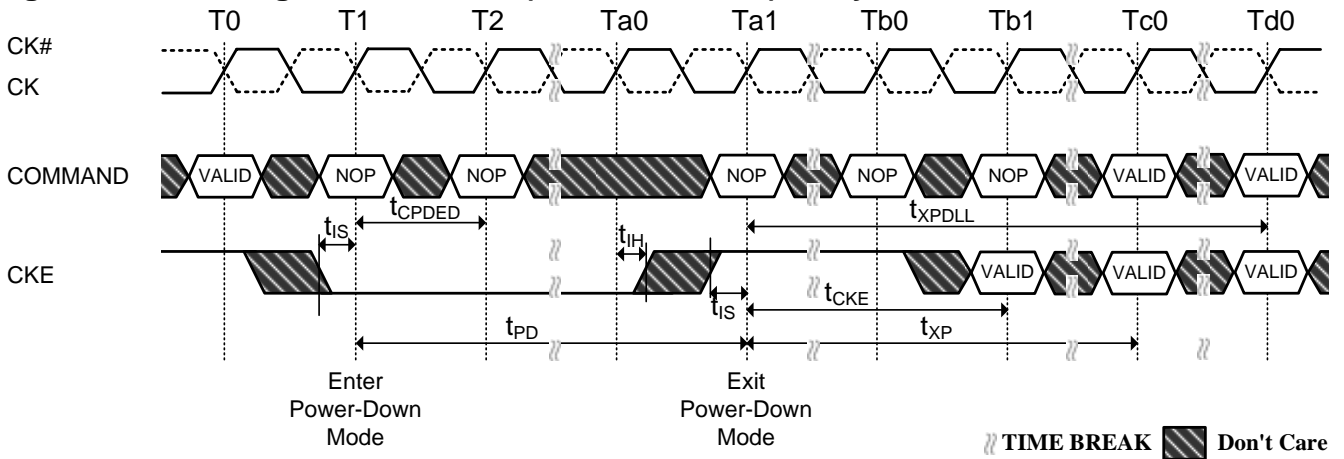 T0 T1 T2 Ta0 Ta1 Tb0 Tb1 Tc0 Td0
CK#
CK
COMMAND
VALID NOP NOP NOP NOP NOP VALID VALID
tCPDED
tXPDLL
tIS
tIH
CKE
VALID VALID VALID
tIS
tCKE
tPD
tXP
Enter
Power-Down
Mode
Exit
Power-Down
Mode
TIME BREAK
Don't Care